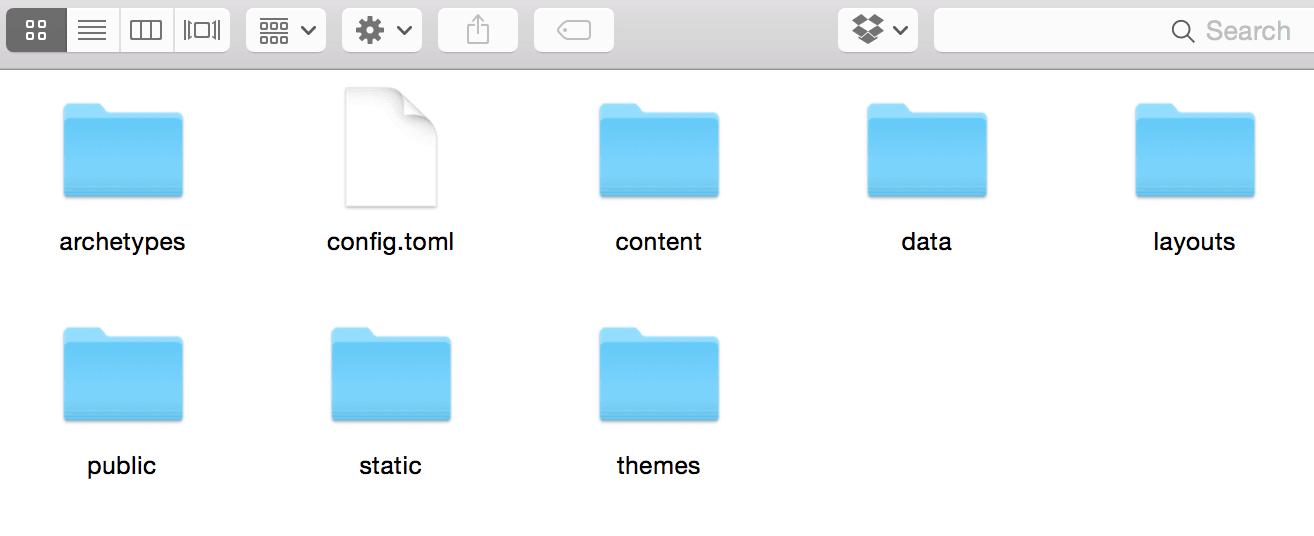 Search
archetypes
config.toml
content
data
layouts
public
static
themes